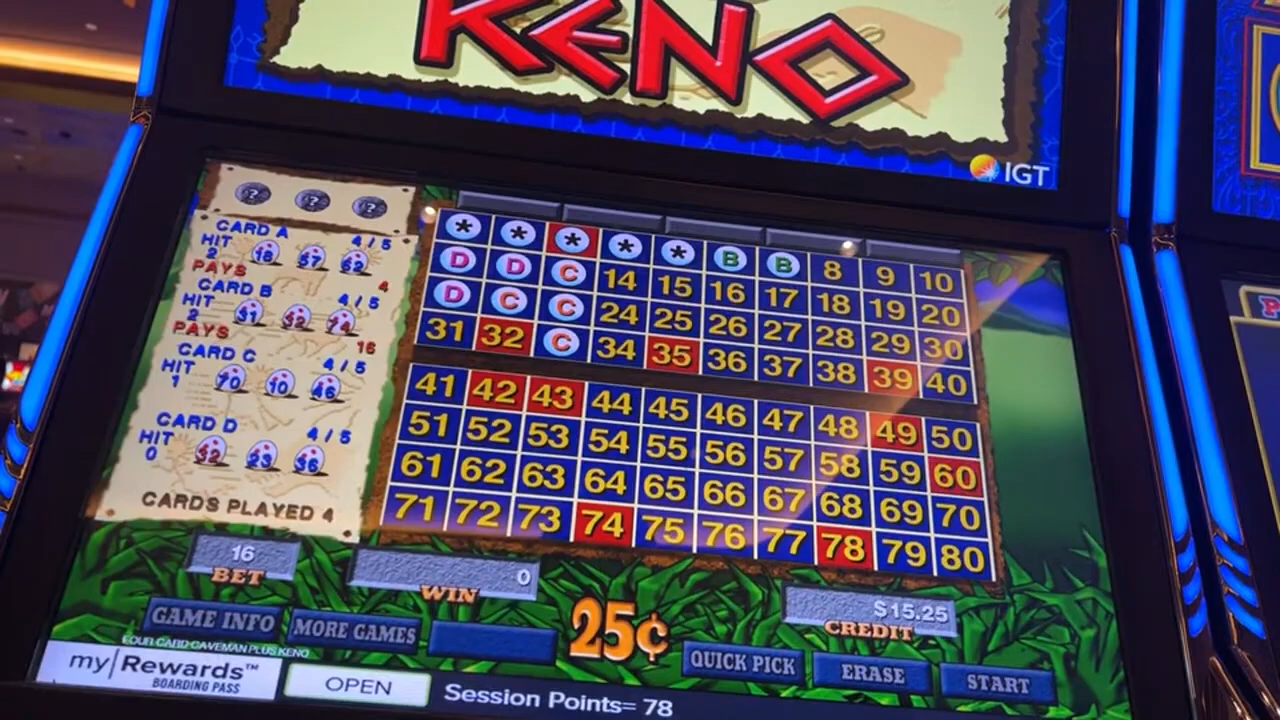 KENO
IGT
? ? ?
CARD A 4/5
HIT 2 18 67 62
PAYS 4
CARD B 4/5
HIT 2 31 74
PAYS 16
CARD C 4/5
HIT 1 70 10 46
CARD D 4/5
HIT 0 23 36
CARDS PLAYED 4
* * * * * B B 8 9 10
D D C 14 15 16 17 18 19 20
D C C 24 25 26 27 28 29 30
31 32 C 34 35 36 37 38 39 40
41 42 43 44 45 46 47 48 49 50
51 52 53 54 55 56 57 58 59 60
61 62 63 64 65 66 67 68 69 70
71 72 73 74 75 76 77 78 79 80
16
BET
0
WIN
25¢
$15.25
CREDIT
GAME INFO
MORE GAMES
QUICK PICK
ERASE
START
FOUR CARD CAVEMAN PLUS KENO
my|Rewards™
BOARDING PASS
OPEN
Session Points= 78